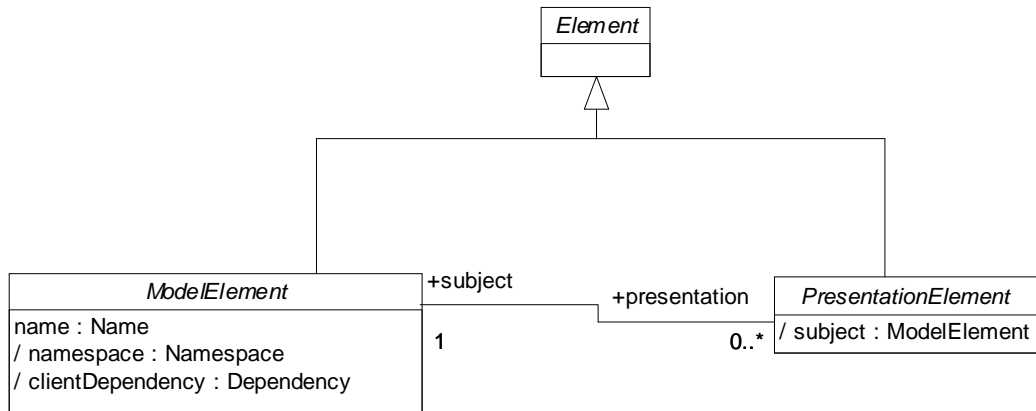 Element
ModelElement
name : Name
/ namespace : Namespace
/ clientDependency : Dependency
+subject
1
+presentation
0..*
PresentationElement
/ subject : ModelElement